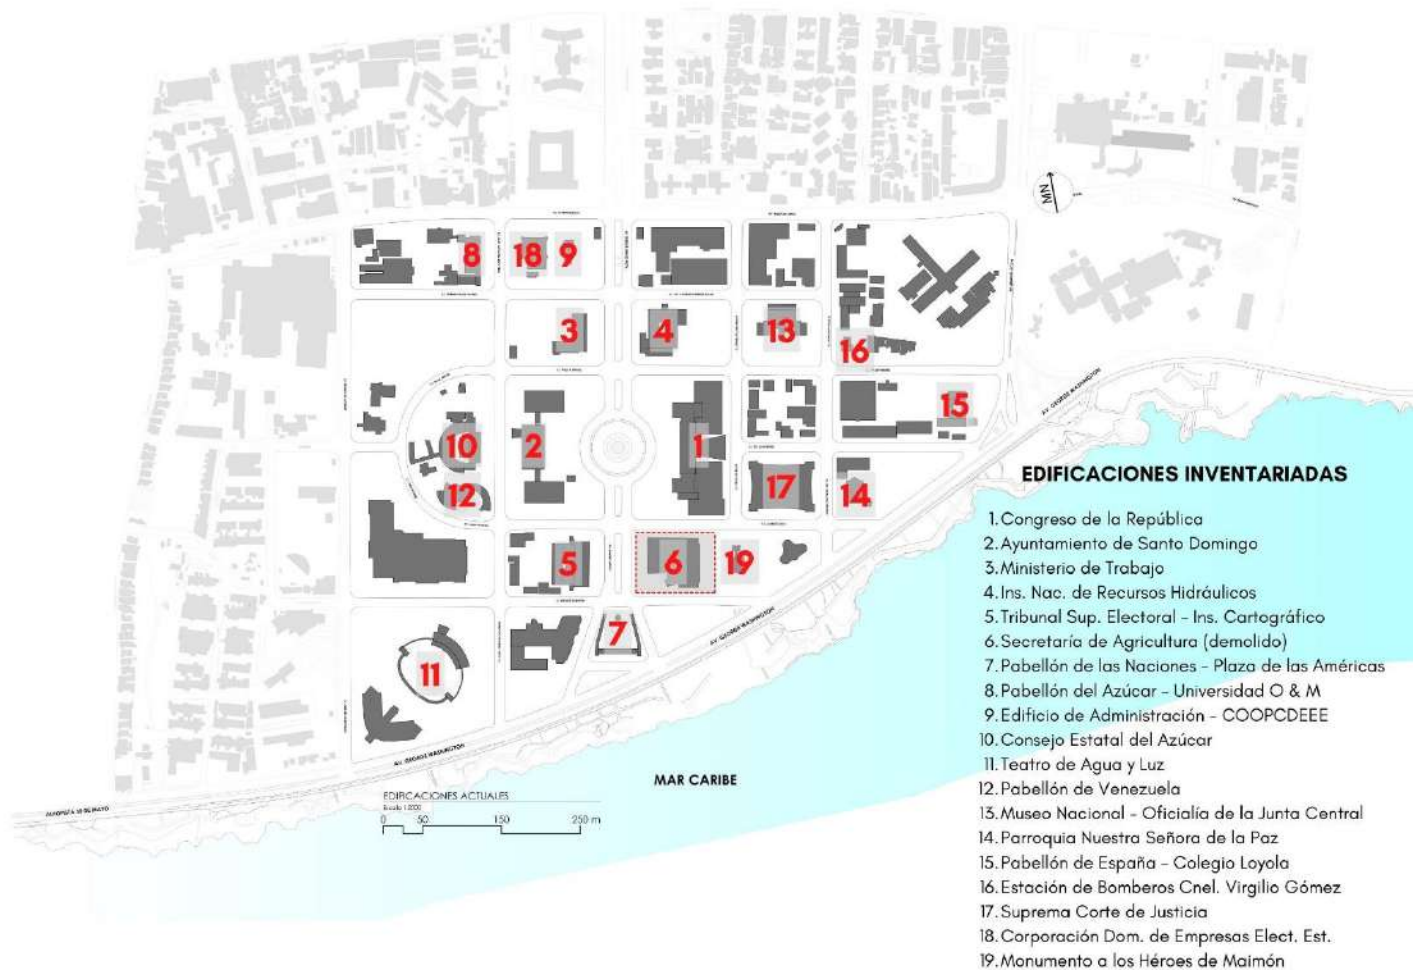 NM
8
18
9
3
4
13
16
15
10
2
1
12
17
14
5
6
19
7
11
AV. GEORGE WASHINGTON
AV. GEORGE WASHINGTON
AV. GEORGE WASHINGTON
AUTOPISTA 30 DE MAYO
MAR CARIBE
EDIFICACIONES ACTUALES
0 50 150 250 m
EDIFICACIONES INVENTARIADAS
1. Congreso de la República
2. Ayuntamiento de Santo Domingo
3. Ministerio de Trabajo
4. Ins. Nac. de Recursos Hidráulicos
5. Tribunal Sup. Electoral - Ins. Cartográfico
6. Secretaría de Agricultura (demolido)
7. Pabellón de las Naciones - Plaza de las Américas
8. Pabellón del Azúcar - Universidad O & M
9. Edificio de Administración - COOPCDEEE
10. Consejo Estatal del Azúcar
11. Teatro de Agua y Luz
12. Pabellón de Venezuela
13. Museo Nacional - Oficialía de la Junta Central
14. Parroquia Nuestra Señora de la Paz
15. Pabellón de España - Colegio Loyola
16. Estación de Bomberos Cnel. Virgilio Gómez
17. Suprema Corte de Justicia
18. Corporación Dom. de Empresas Elect. Est.
19. Monumento a los Héroes de Maimón